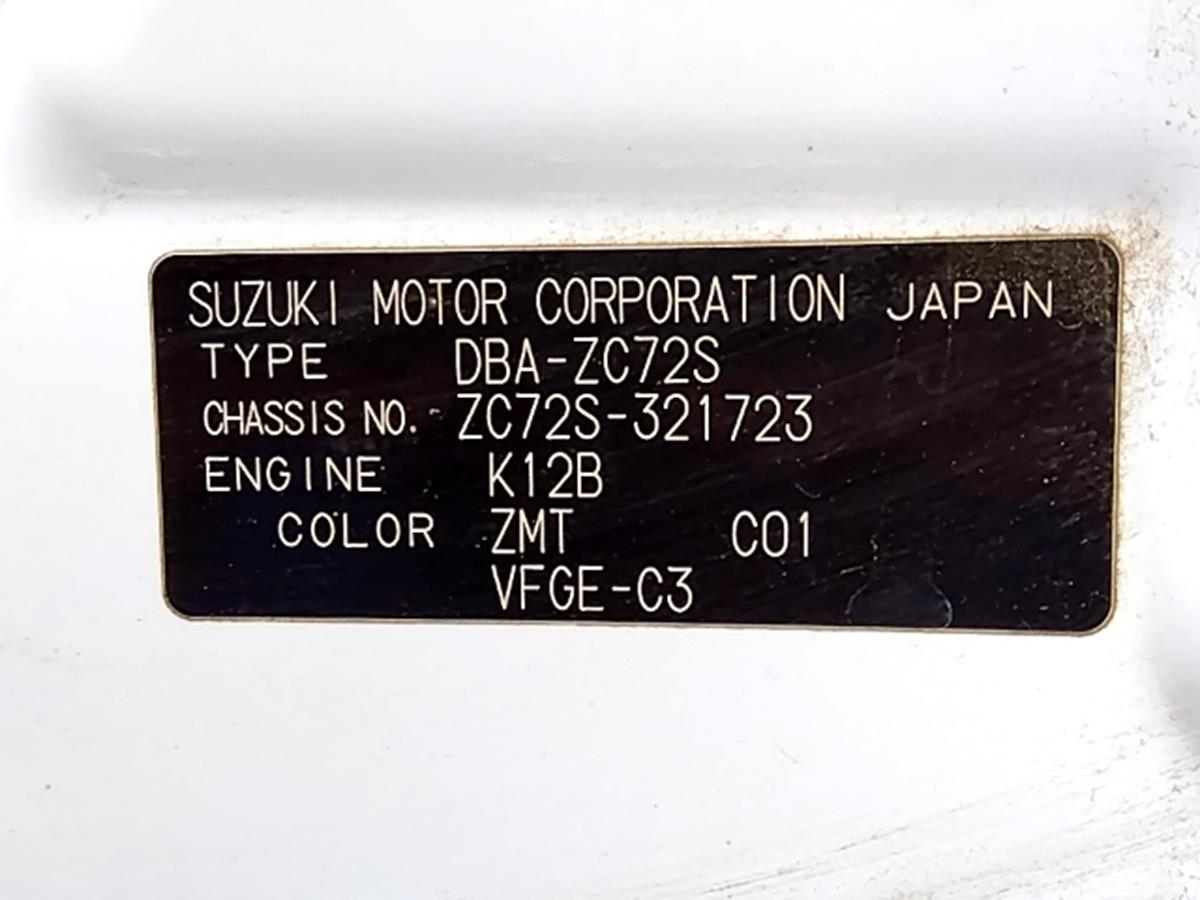 SUZUKI MOTOR CORPORATION JAPAN
TYPE DBA-ZC72S
CHASSIS NO. ZC72S-321723
ENGINE K12B
COLOR ZMT C01
VFGE-C3